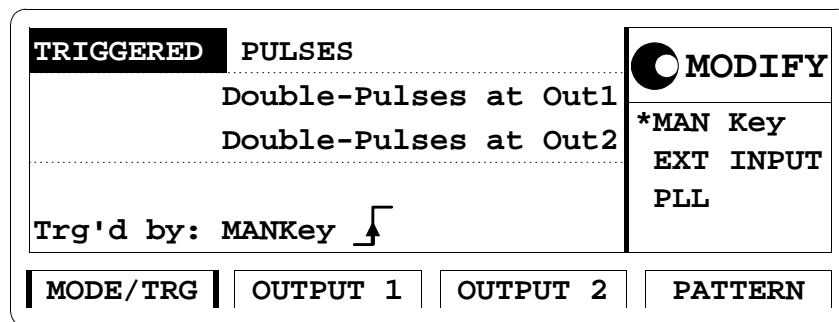 TRIGGERED PULSES
Double-Pulses at Out1
Double-Pulses at Out2
Trg'd by: MANKey
MODIFY
*MAN Key
EXT INPUT
PLL
MODE/TRG OUTPUT 1 OUTPUT 2 PATTERN